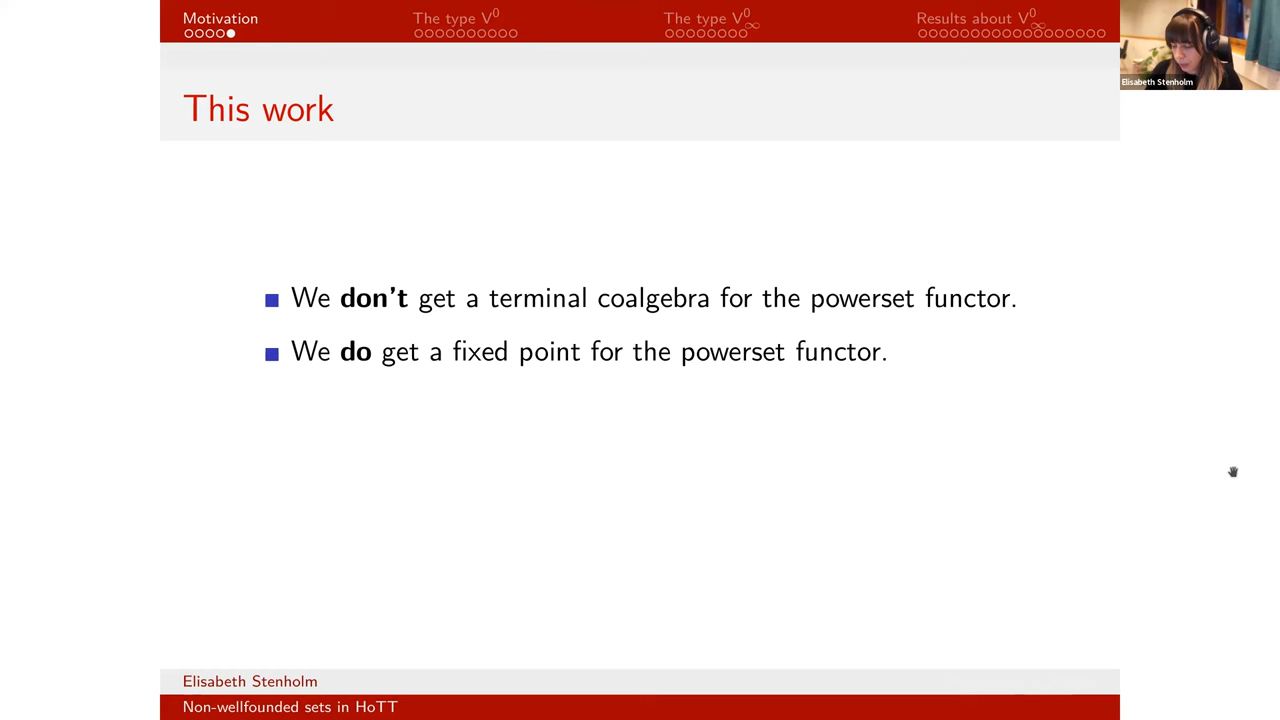 Motivation
The type V⁰
The type V⁰∞
Results about V⁰∞
Elisabeth Stenholm
This work
We don't get a terminal coalgebra for the powerset functor.
We do get a fixed point for the powerset functor.
Elisabeth Stenholm
Non-wellfounded sets in HoTT